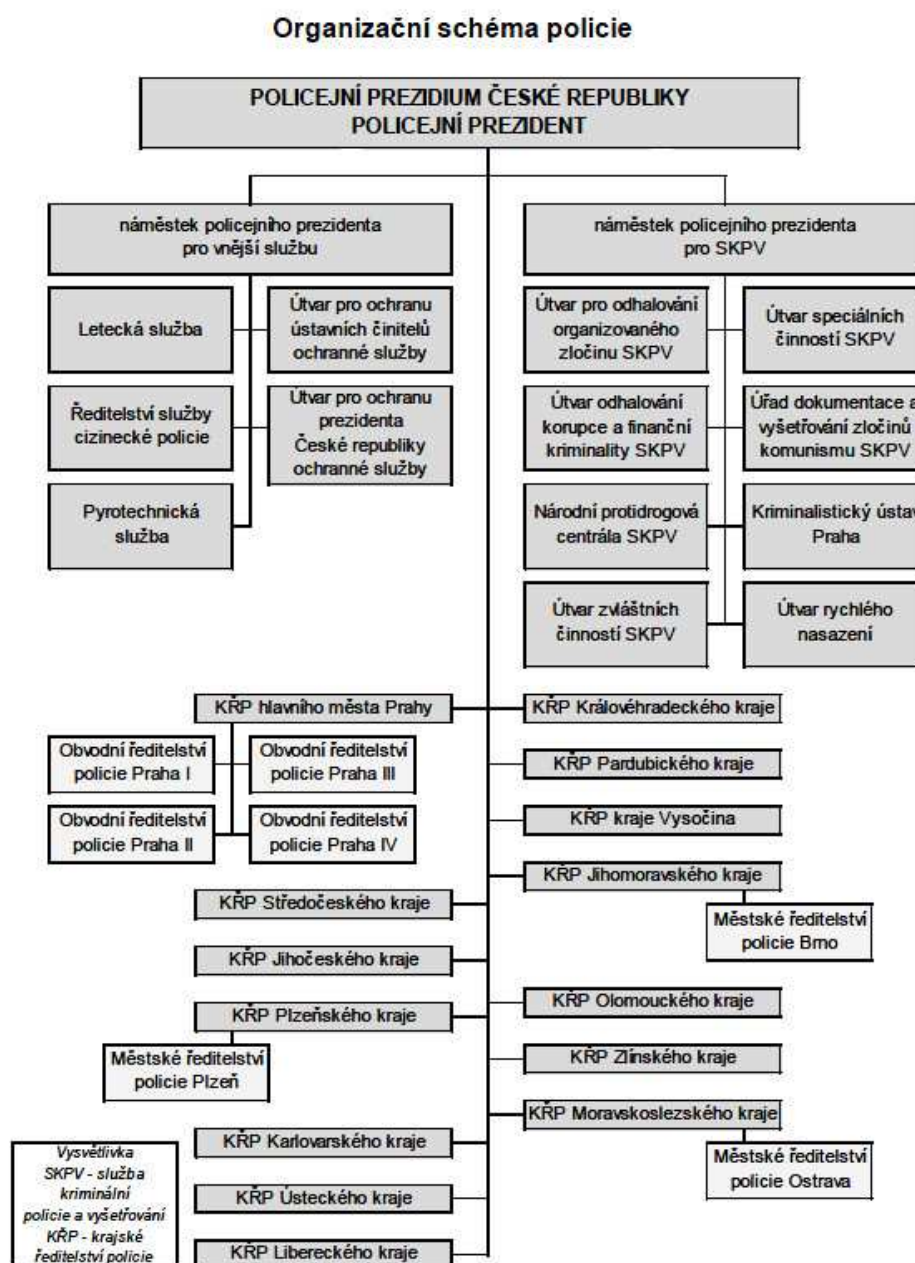 Organizační schéma policie
POLICEJNÍ PREZIDIUM ČESKÉ REPUBLIKY
POLICEJNÍ PREZIDENT
náměstek policejního prezidenta
pro vnější službu
Letecká služba
Útvar pro ochranu
ústavních činitelů
ochranné služby
Ředitelství služby
cizinecké policie
Útvar pro ochranu
prezidenta
České republiky
ochranné služby
Pyrotechnická
služba
náměstek policejního prezidenta
pro SKPV
Útvar pro odhalování
organizovaného
zločinu SKPV
Útvar speciálních
činností SKPV
Útvar odhalování
korupce a finanční
kriminality SKPV
Úřad dokumentace a
vyšetřování zločinů
komunismu SKPV
Národní protidrogová
centrála SKPV
Kriminalistický ústav
Praha
Útvar zvláštních
činností SKPV
Útvar rychlého
nasazení
KŘP hlavního města Prahy
Obvodní ředitelství
policie Praha I
Obvodní ředitelství
policie Praha III
Obvodní ředitelství
policie Praha II
Obvodní ředitelství
policie Praha IV
KŘP Středočeského kraje
KŘP Jihočeského kraje
KŘP Plzeňského kraje
Městské ředitelství
policie Plzeň
KŘP Karlovarského kraje
KŘP Ústeckého kraje
KŘP Libereckého kraje
KŘP Královéhradeckého kraje
KŘP Pardubického kraje
KŘP kraje Vysočina
KŘP Jihomoravského kraje
Městské ředitelství
policie Brno
KŘP Olomouckého kraje
KŘP Zlínského kraje
KŘP Moravskoslezského kraje
Městské ředitelství
policie Ostrava
Vysvětlivka
SKPV - služba
kriminální
policie a vyšetřování
KŘP - krajské
ředitelství policie